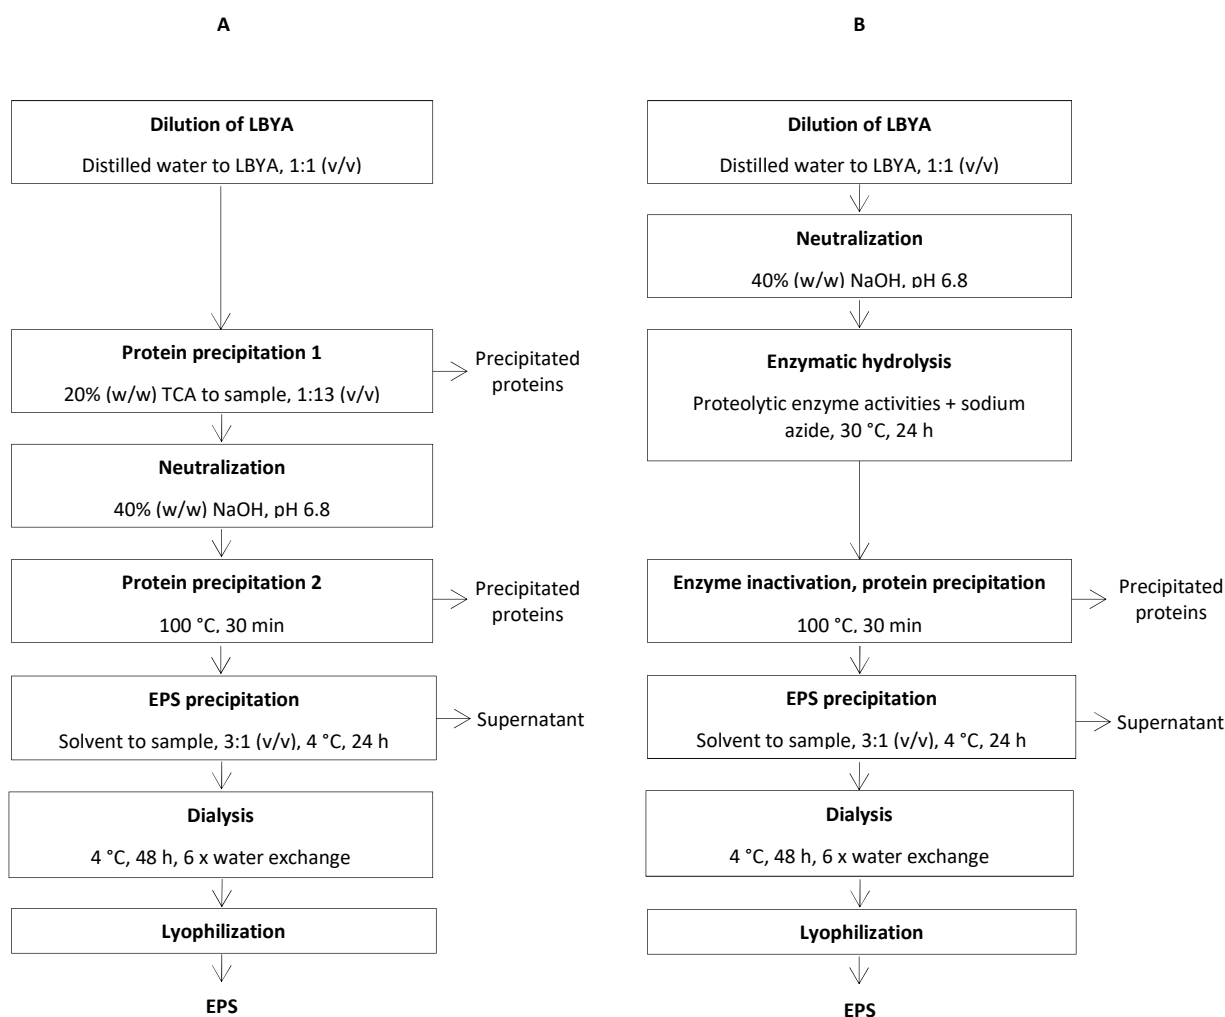 A
Dilution of LBYA
Distilled water to LBYA, 1:1 (v/v)
Protein precipitation 1
20% (w/w) TCA to sample, 1:13 (v/v)
Precipitated
proteins
Neutralization
40% (w/w) NaOH, pH 6.8
Protein precipitation 2
100 °C, 30 min
Precipitated
proteins
EPS precipitation
Solvent to sample, 3:1 (v/v), 4 °C, 24 h
Supernatant
Dialysis
4 °C, 48 h, 6 x water exchange
Lyophilization
EPS
B
Dilution of LBYA
Distilled water to LBYA, 1:1 (v/v)
Neutralization
40% (w/w) NaOH, pH 6.8
Enzymatic hydrolysis
Proteolytic enzyme activities + sodium
azide, 30 °C, 24 h
Enzyme inactivation, protein precipitation
100 °C, 30 min
Precipitated
proteins
EPS precipitation
Solvent to sample, 3:1 (v/v), 4 °C, 24 h
Supernatant
Dialysis
4 °C, 48 h, 6 x water exchange
Lyophilization
EPS